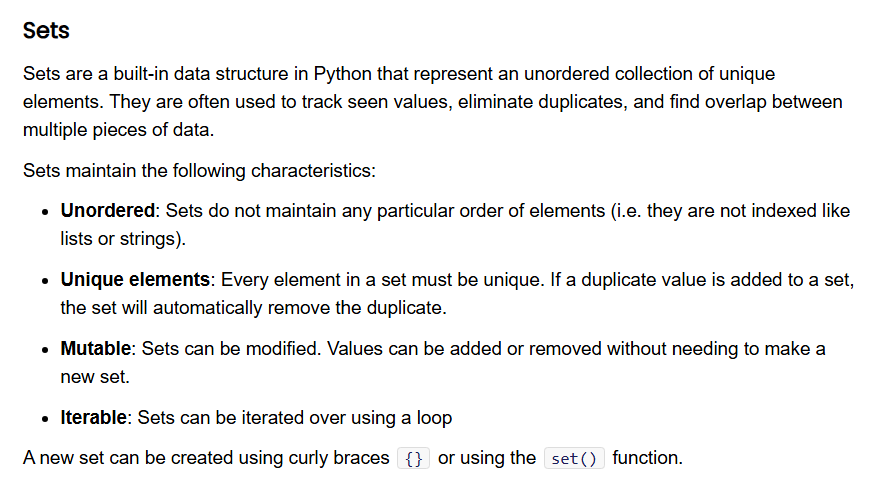 Sets
Sets are a built-in data structure in Python that represent an unordered collection of unique
elements. They are often used to track seen values, eliminate duplicates, and find overlap between
multiple pieces of data.
Sets maintain the following characteristics:
• Unordered: Sets do not maintain any particular order of elements (i.e. they are not indexed like
lists or strings).
• Unique elements: Every element in a set must be unique. If a duplicate value is added to a set,
the set will automatically remove the duplicate.
• Mutable: Sets can be modified. Values can be added or removed without needing to make a
new set.
• Iterable: Sets can be iterated over using a loop
A new set can be created using curly braces {} or using the set() function.